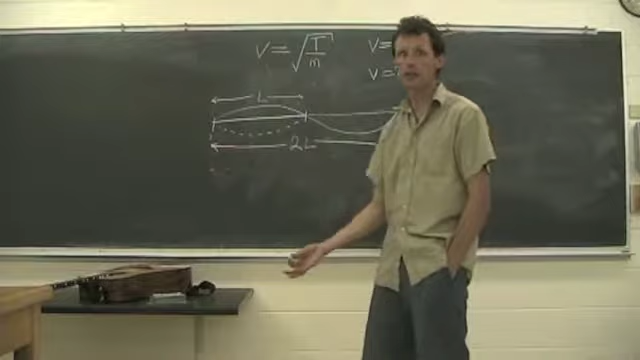 V = √T/m
V =
V = ?
L
2L